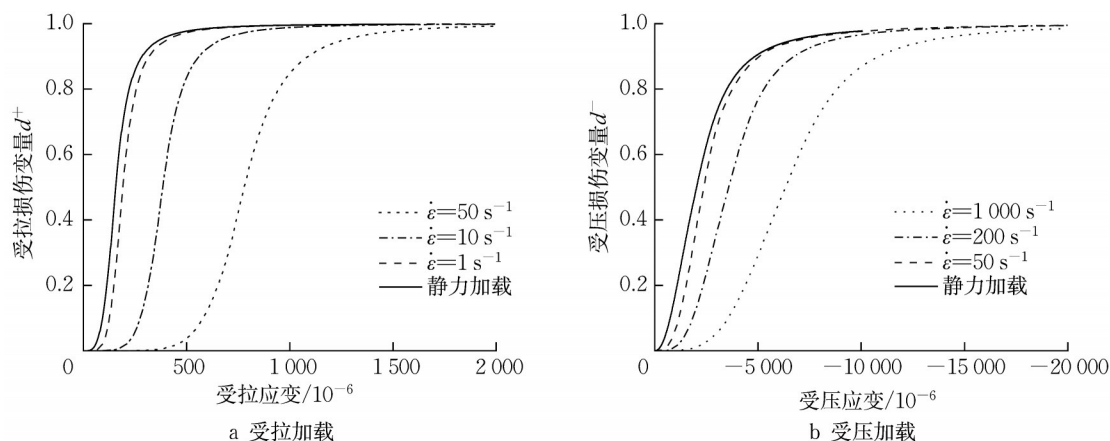 1.0
0.8
0.6
0.4
0.2
0
500
1 000
1 500
2 000
受拉损伤变量d⁺
ε̇=50 s⁻¹
ε̇=10 s⁻¹
ε̇=1 s⁻¹
静力加载
受拉应变/10⁻⁶
a 受拉加载
1.0
0.8
0.6
0.4
0.2
0
−5 000
−10 000
−15 000
−20 000
受压损伤变量d⁻
ε̇=1 000 s⁻¹
ε̇=200 s⁻¹
ε̇=50 s⁻¹
静力加载
受压应变/10⁻⁶
b 受压加载